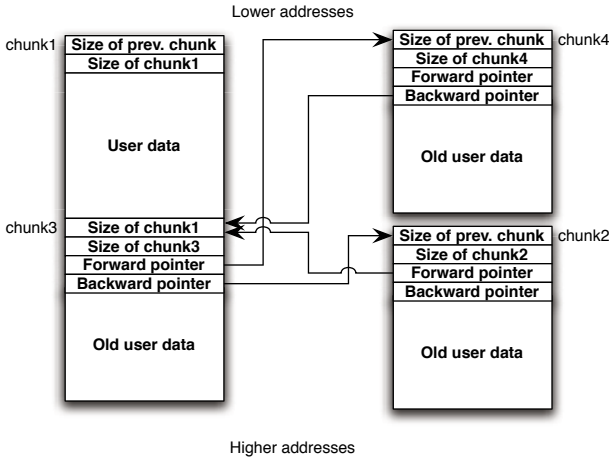 Lower addresses
chunk1
Size of prev. chunk
Size of chunk1
User data
chunk3
Size of chunk1
Size of chunk3
Forward pointer
Backward pointer
Old user data
Size of prev. chunk
chunk4
Size of chunk4
Forward pointer
Backward pointer
Old user data
Size of prev. chunk
chunk2
Size of chunk2
Forward pointer
Backward pointer
Old user data
Higher addresses